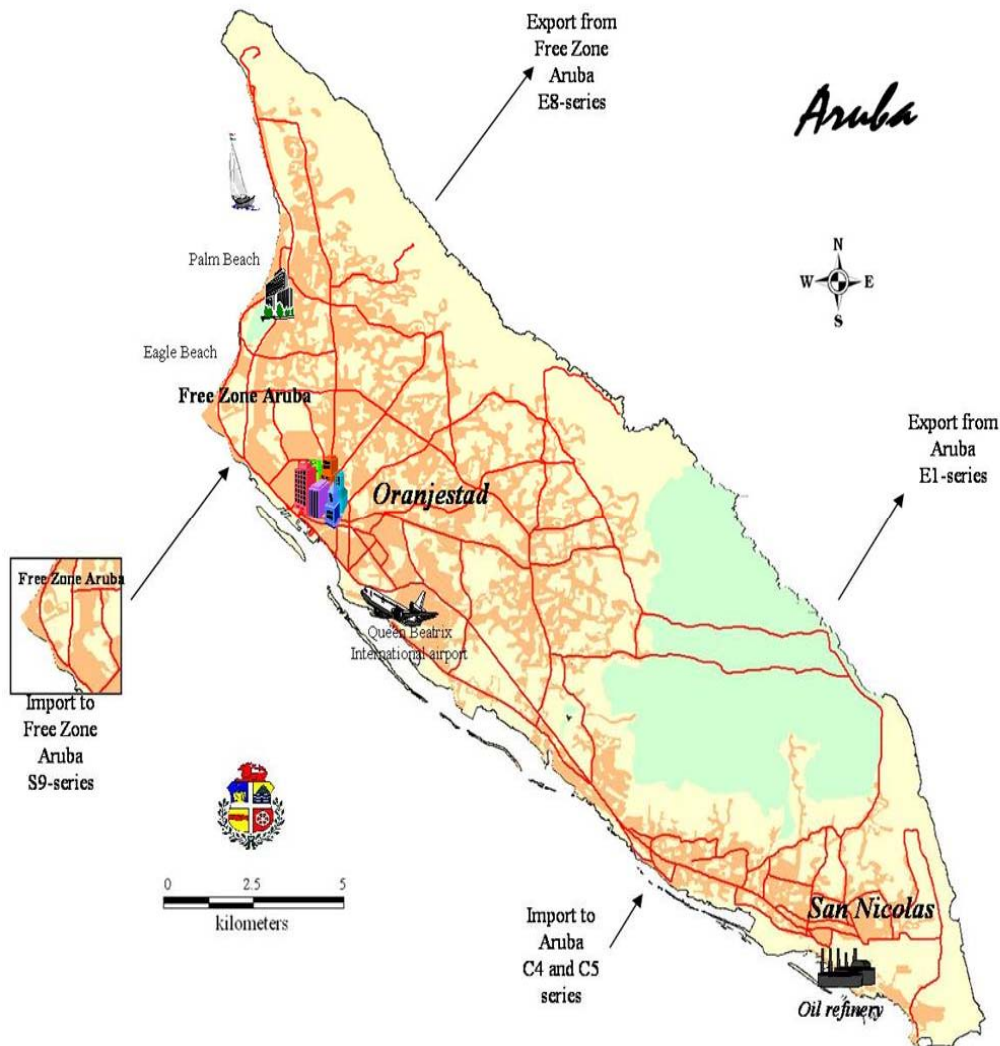 Export from
Free Zone
Aruba
E8-series
Aruba
N
W E
S
Palm Beach
Eagle Beach
Free Zone Aruba
Export from
Aruba
E1-series
Oranjestad
Free Zone Aruba
Queen Beatrix
International airport
Import to
Free Zone
Aruba
S9-series
0 2.5 5
kilometers
Import to
Aruba
C4 and C5
series
San Nicolas
Oil refinery